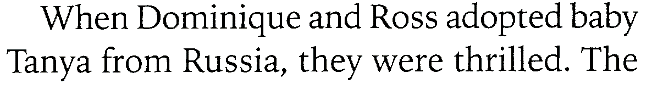 When Dominique and Ross adopted baby
Tanya from Russia, they were thrilled. The